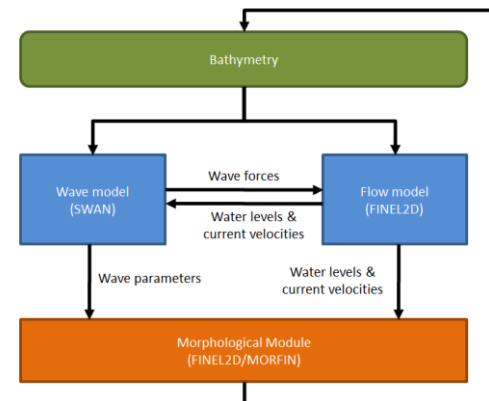 Bathymetry
Wave model
(SWAN)
Wave forces
Water levels &
current velocities
Flow model
(FINEL2D)
Wave parameters
Water levels &
current velocities
Morphological Module
(FINEL2D/MORFIN)